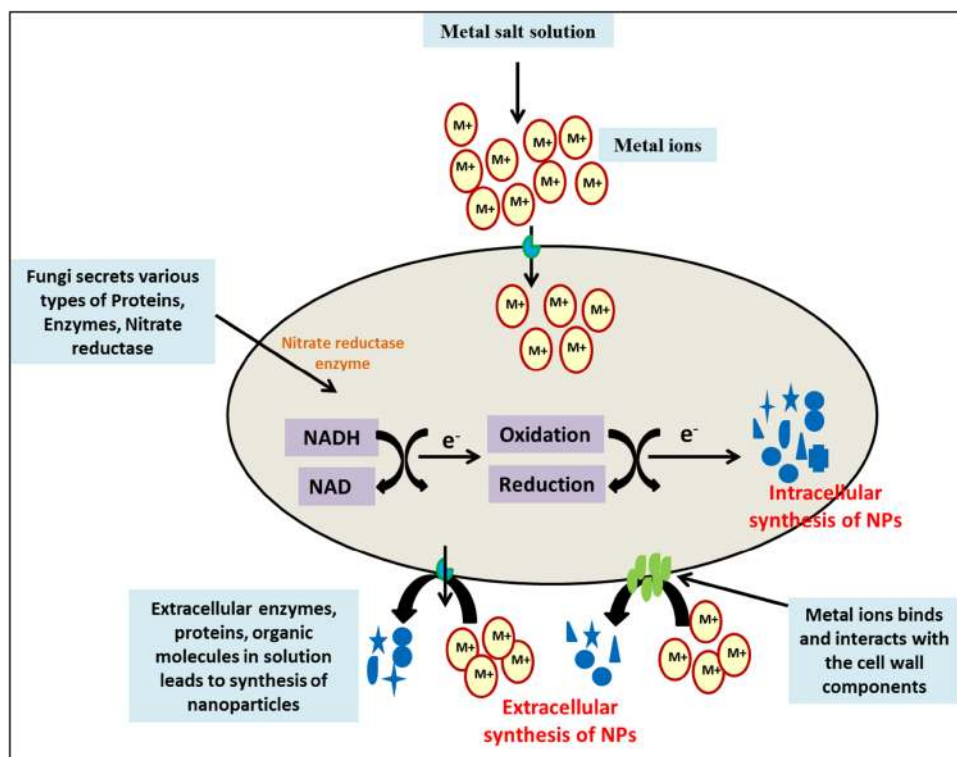 Metal salt solution
M+
M+
M+
M+
M+
M+
M+
M+
M+
Metal ions
Fungi secrets various
types of Proteins,
Enzymes, Nitrate
reductase
M+
M+
M+
M+
M+
Nitrate reductase
enzyme
NADH
NAD
e-
Oxidation
Reduction
e-
Intracellular
synthesis of NPs
Extracellular enzymes,
proteins, organic
molecules in solution
leads to synthesis of
nanoparticles
M+
M+
M+
M+
M+
M+
M+
M+
Extracellular
synthesis of NPs
Metal ions binds
and interacts with
the cell wall
components